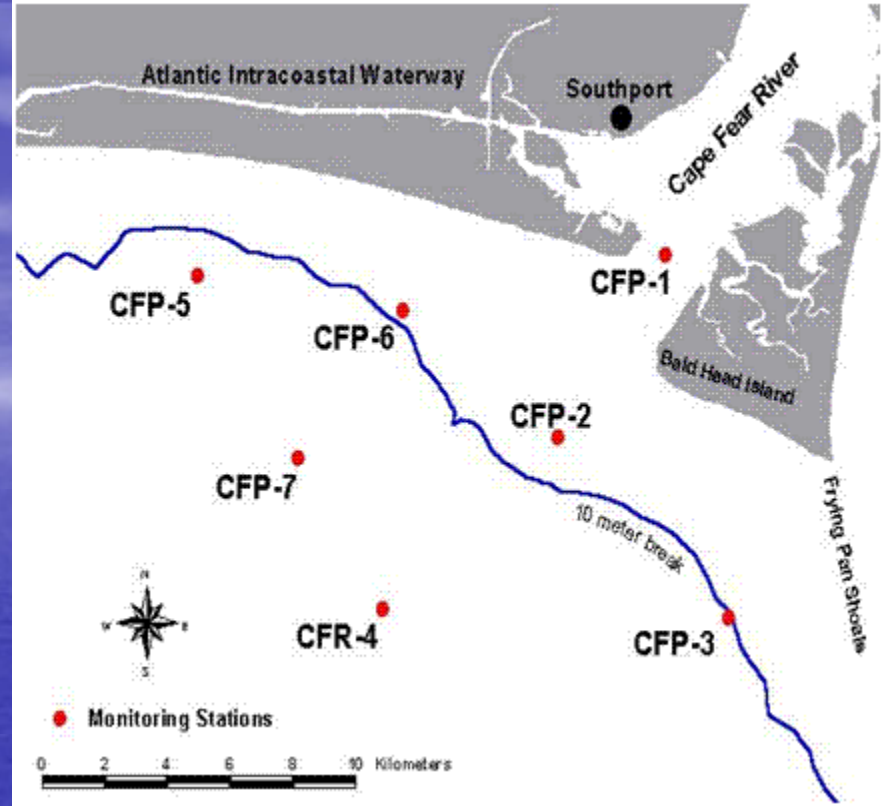 Atlantic Intracoastal Waterway
Southport
Cape Fear River
CFP-1
CFP-5
CFP-6
Bald Head Island
CFP-2
CFP-7
10 meter break
Frying Pan Shoals
N
W E
S
CFR-4
CFP-3
Monitoring Stations
0 2 4 6 8 10 Kilometers